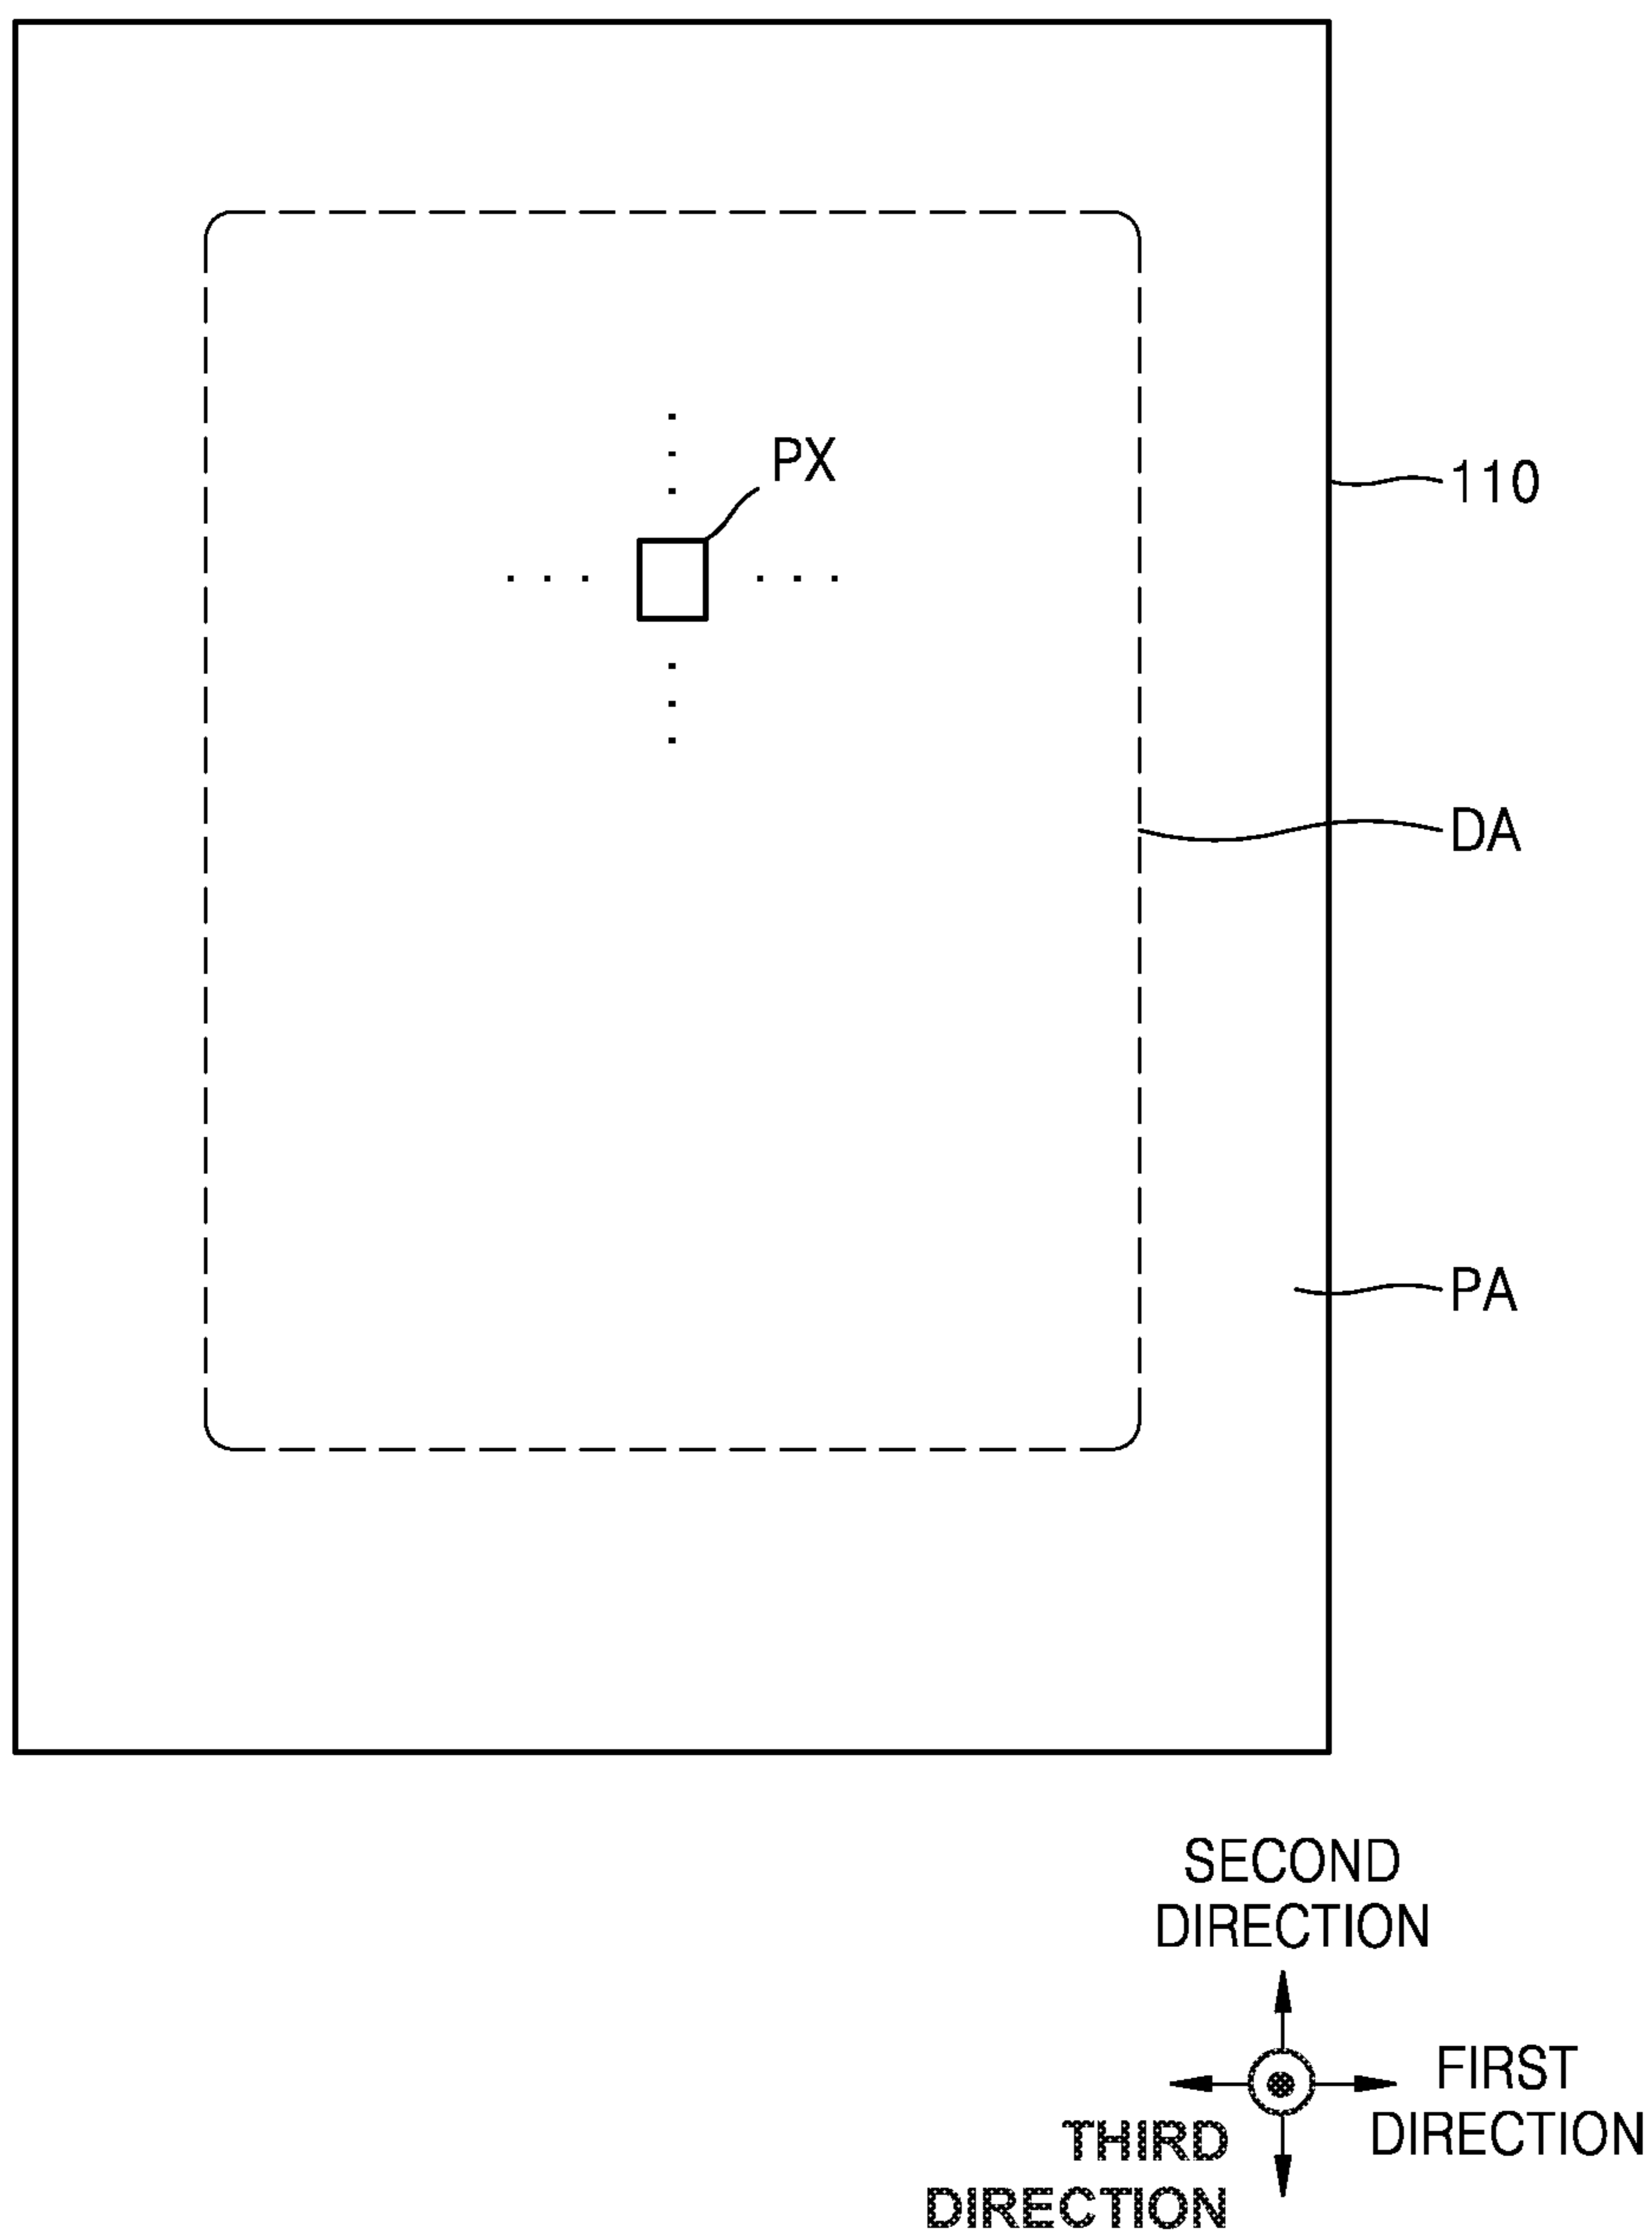 PX
110
DA
PA
SECOND
DIRECTION
FIRST
DIRECTION
THIRD
DIRECTION